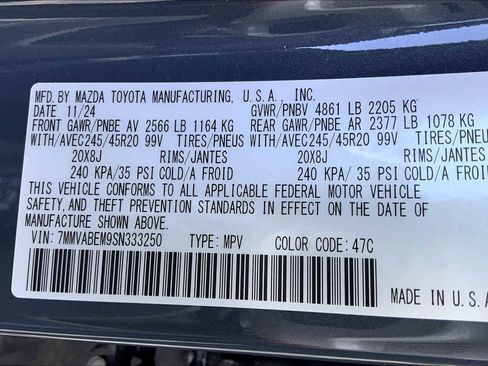 MFD. BY MAZDA TOYOTA MANUFACTURING, U.S.A., INC.
DATE 11/24 GVWR/PNBV 4861 LB 2205 KG
FRONT GAWR/PNBE AV 2566 LB 1164 KG REAR GAWR/PNBE AR 2377 LB 1078 KG
WITH/AVEC245/45R20 99V TIRES/PNEUS WITH/AVEC245/45R20 99V TIRES/PNEUS
20X8J RIMS/JANTES 20X8J RIMS/JANTES
240 KPA/ 35 PSI COLD/A FROID 240 KPA/ 35 PSI COLD/A FROID
THIS VEHICLE CONFORMS TO ALL APPLICABLE FEDERAL MOTOR VEHICLE
SAFETY, AND THEFT PREVENTION STANDARDS IN EFFECT ON THE DATE OF
MANUFACTURE SHOWN ABOVE.
VIN: 7MMVABEM9SN333250 TYPE: MPV COLOR CODE: 47C
MADE IN U.S.A